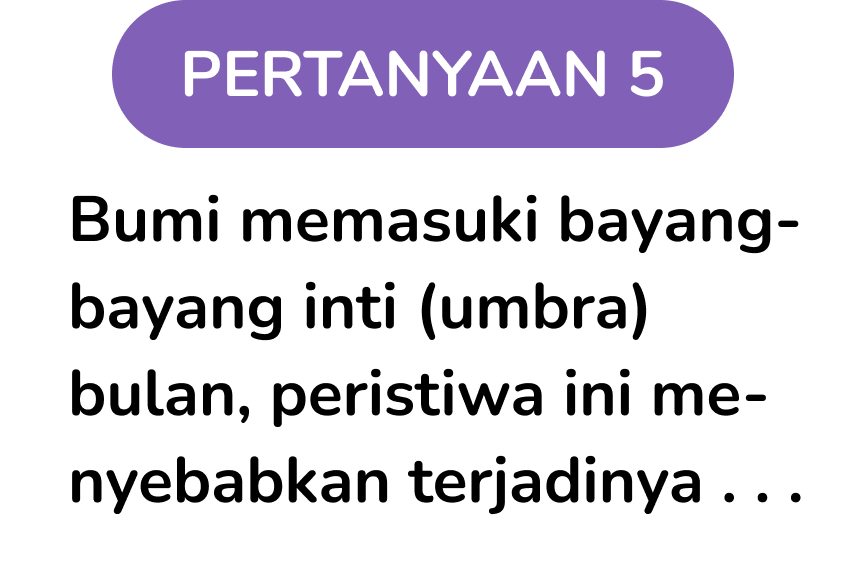 PERTANYAAN 5
Bumi memasuki bayang-
bayang inti (umbra)
bulan, peristiwa ini me-
nyebabkan terjadinya . . .